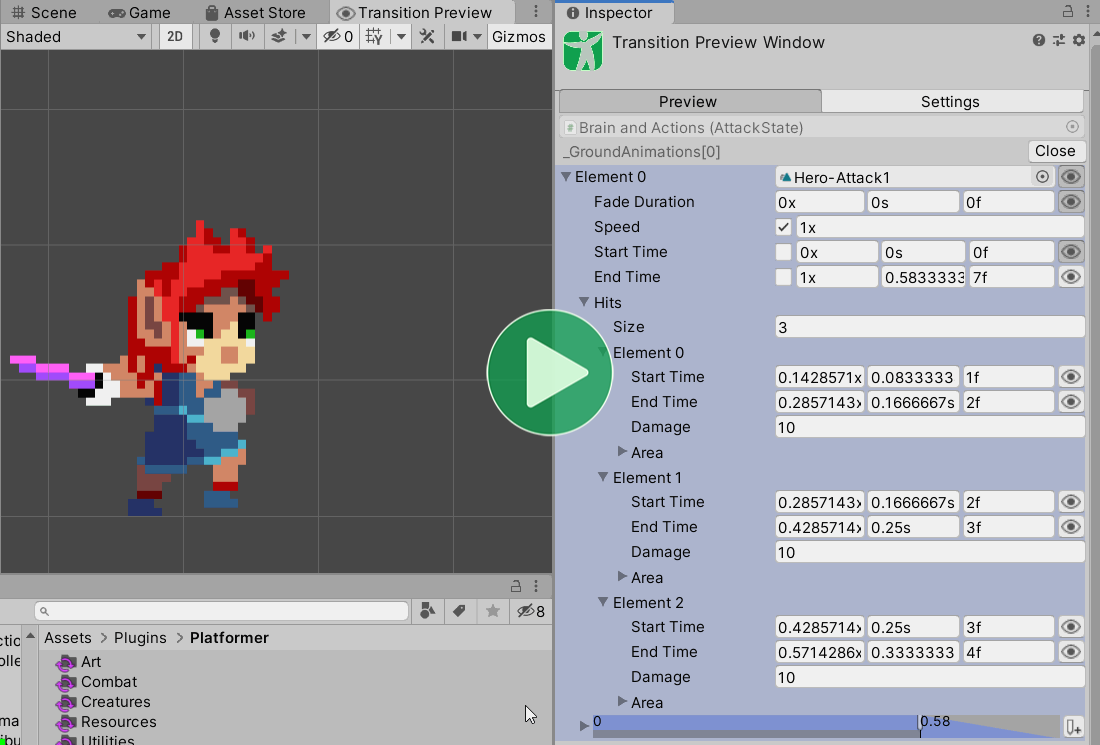 Scene Game Asset Store Transition Preview
Shaded 2D 0 Gizmos
Inspector
Transition Preview Window
Preview Settings
Brain and Actions (AttackState)
_GroundAnimations[0] Close
Element 0 Hero-Attack1
Fade Duration 0x 0s 0f
Speed 1x
Start Time 0x 0s 0f
End Time 1x 0.5833333 7f
Hits
Size 3
Element 0
Start Time 0.1428571x 0.0833333 1f
End Time 0.2857143x 0.1666667s 2f
Damage 10
Area
Element 1
Start Time 0.2857143x 0.1666667s 2f
End Time 0.4285714x 0.25s 3f
Damage 10
Area
Element 2
Start Time 0.4285714x 0.25s 3f
End Time 0.5714286x 0.3333333 4f
Damage 10
Area
0 0.58
8
Assets > Plugins > Platformer
Art
Combat
Creatures
Resources
Utilities